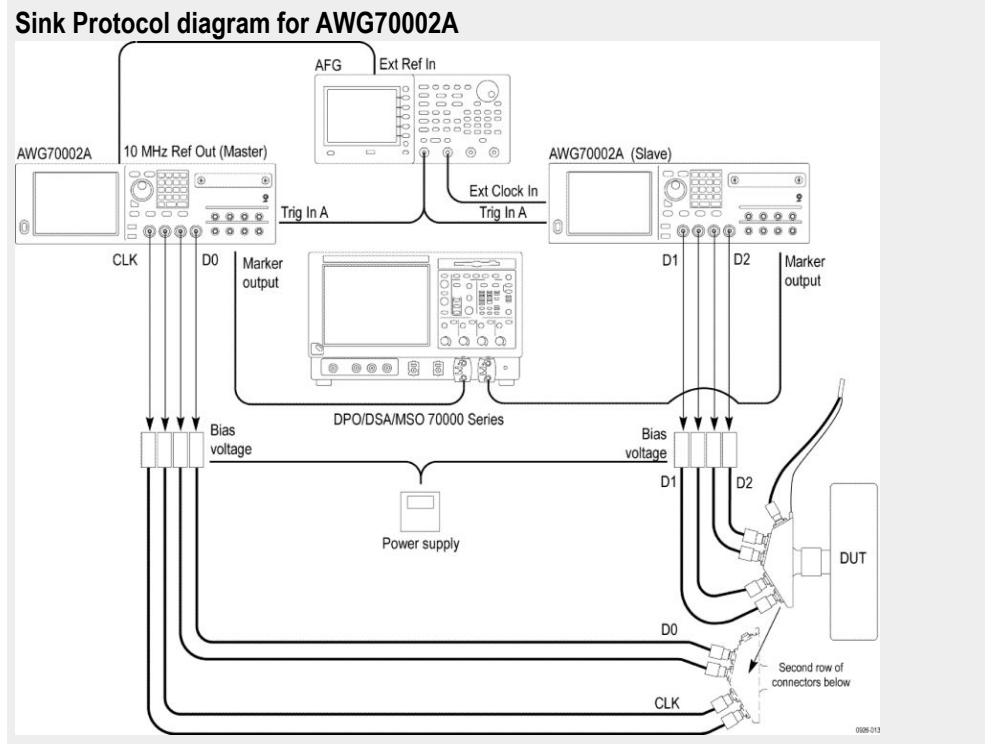 Sink Protocol diagram for AWG70002A
AFG
Ext Ref In
AWG70002A
10 MHz Ref Out (Master)
AWG70002A (Slave)
Ext Clock In
Trig In A
Trig In A
CLK
D0
Marker
output
D1
D2
Marker
output
DPO/DSA/MSO 70000 Series
Bias
voltage
Bias
voltage
D1
D2
Power supply
DUT
D0
Second row of
connectors below
CLK
0926-013